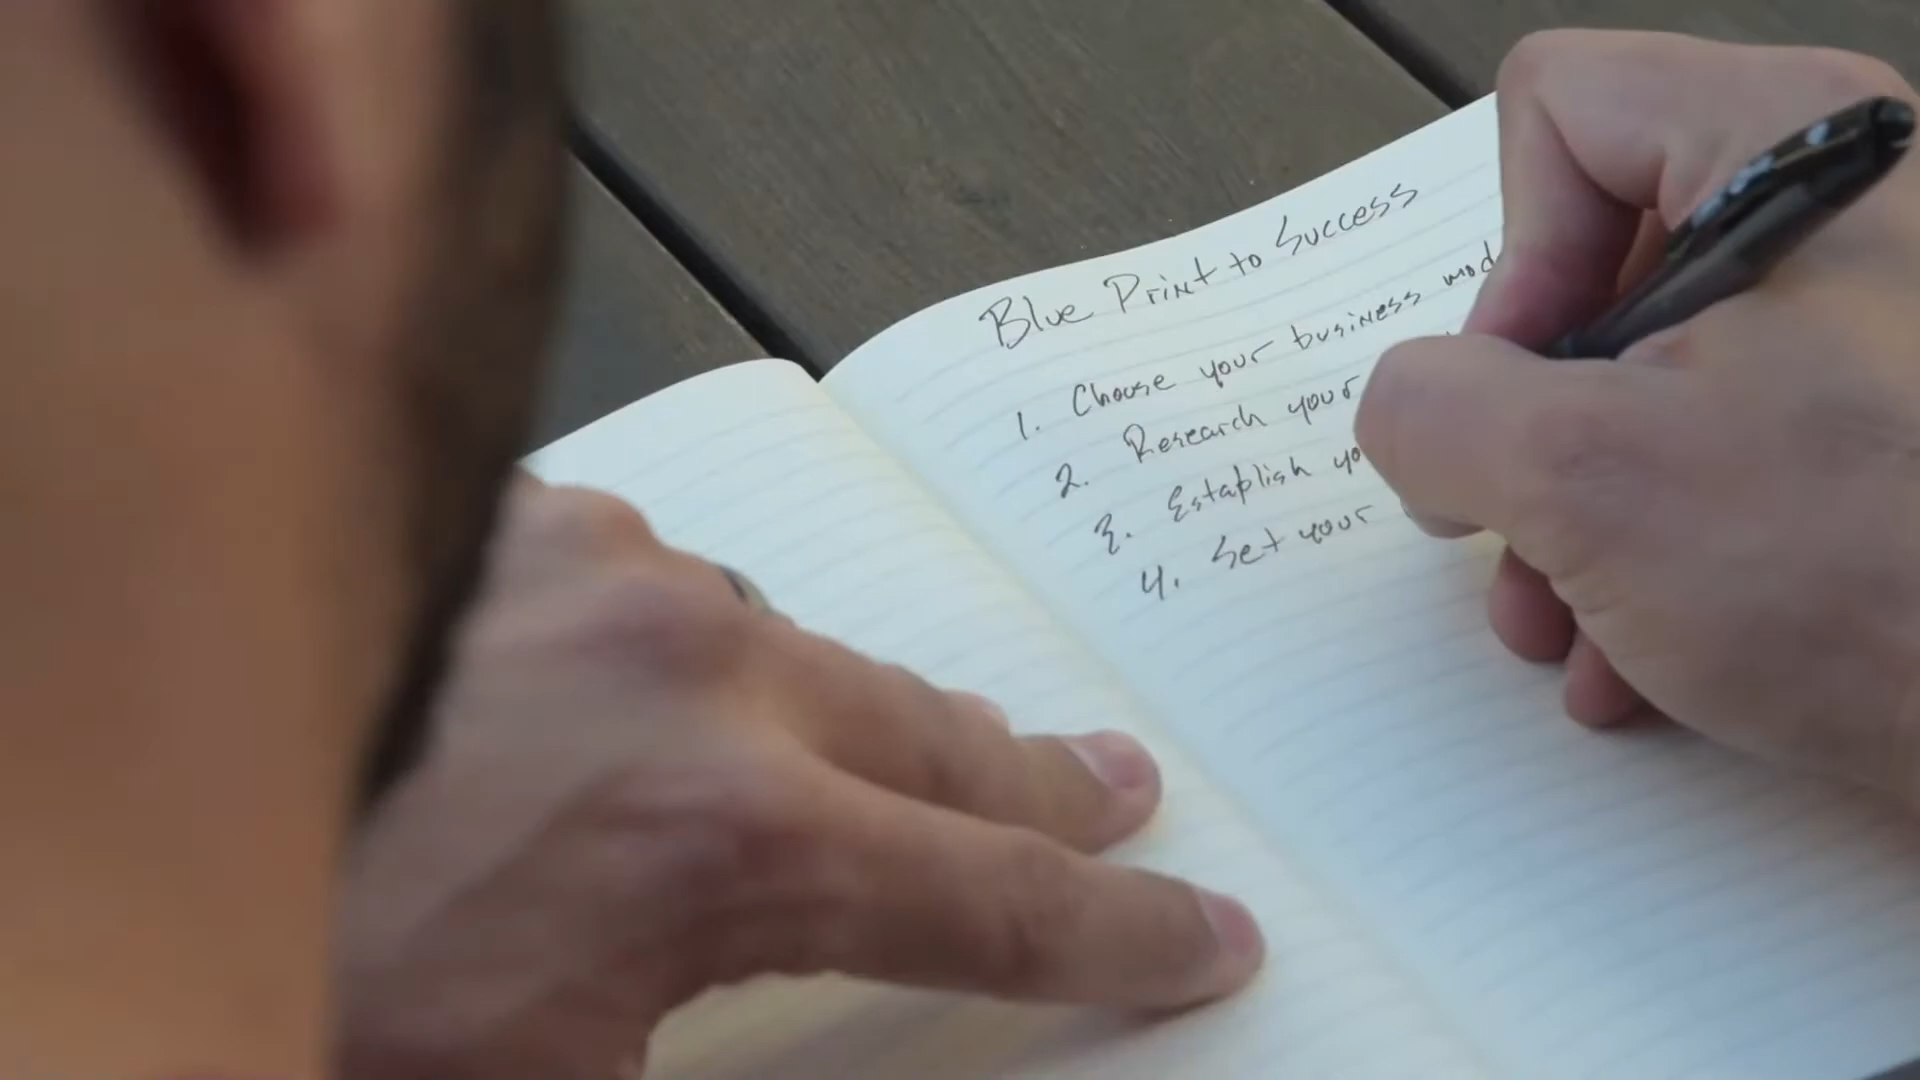 Blue Print to Success
1. Choose your business mod
2. Research your
3. Establish yo
4. Set your